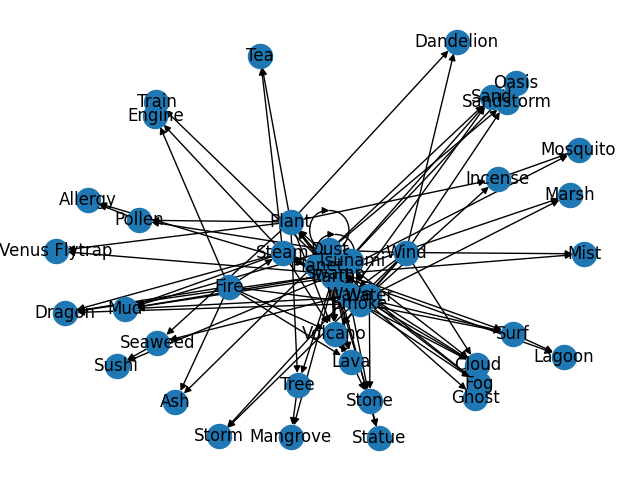 Dandelion
Tea
Oasis
Sand
Sandstorm
Train
Engine
Mosquito
Incense
Marsh
Allergy
Pollen
Plant
Venus Flytrap
Dust
Steam
Wind
Mist
Tsunami
Planet
Fire
Water
Smoke
Dragon
Mud
Seaweed
Volcano
Surf
Lagoon
Sushi
Lava
Cloud
Fog
Ghost
Tree
Ash
Stone
Storm
Mangrove
Statue